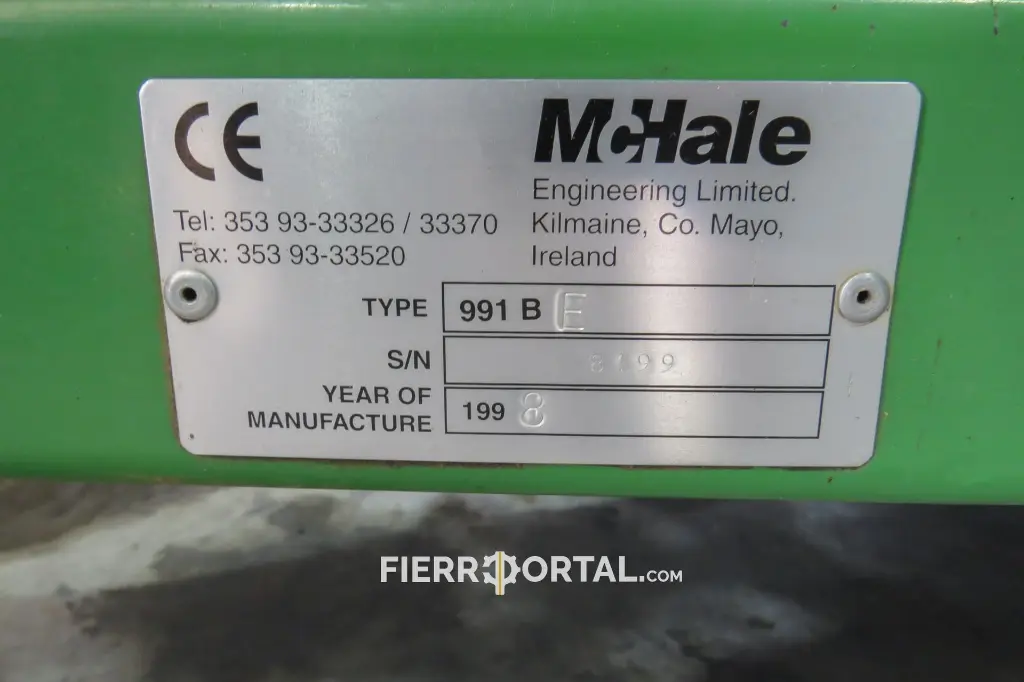 CE
McHale
Engineering Limited.
Kilmaine, Co. Mayo,
Ireland
Tel: 353 93-33326 / 33370
Fax: 353 93-33520
TYPE 991 B E
S/N
YEAR OF
MANUFACTURE 1998
FIERROPORTAL.COM